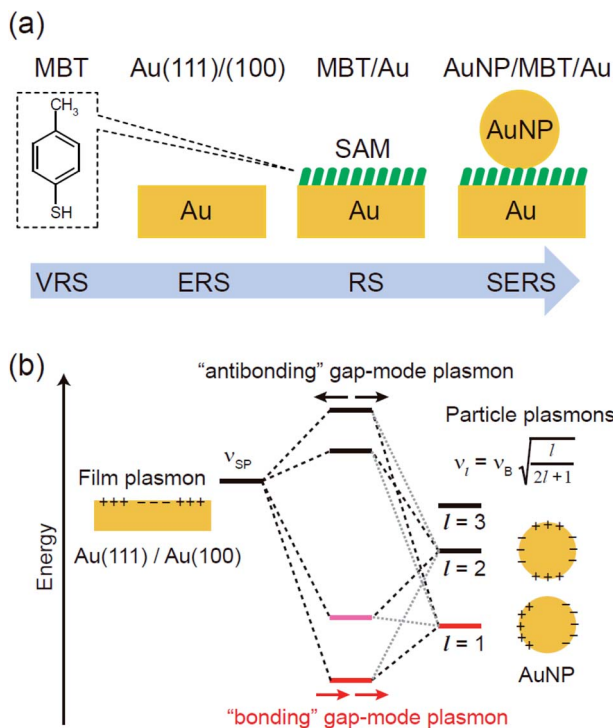 (a)
MBT Au(111)/(100) MBT/Au AuNP/MBT/Au
CH₃
SH
Au
SAM
Au
AuNP
Au
VRS ERS RS SERS
(b)
Energy
"antibonding" gap-mode plasmon
νSP
Film plasmon
+++ − − − +++
Au(111) / Au(100)
"bonding" gap-mode plasmon
Particle plasmons
νl = νB √(l / 2l + 1)
l = 3
l = 2
l = 1
AuNP